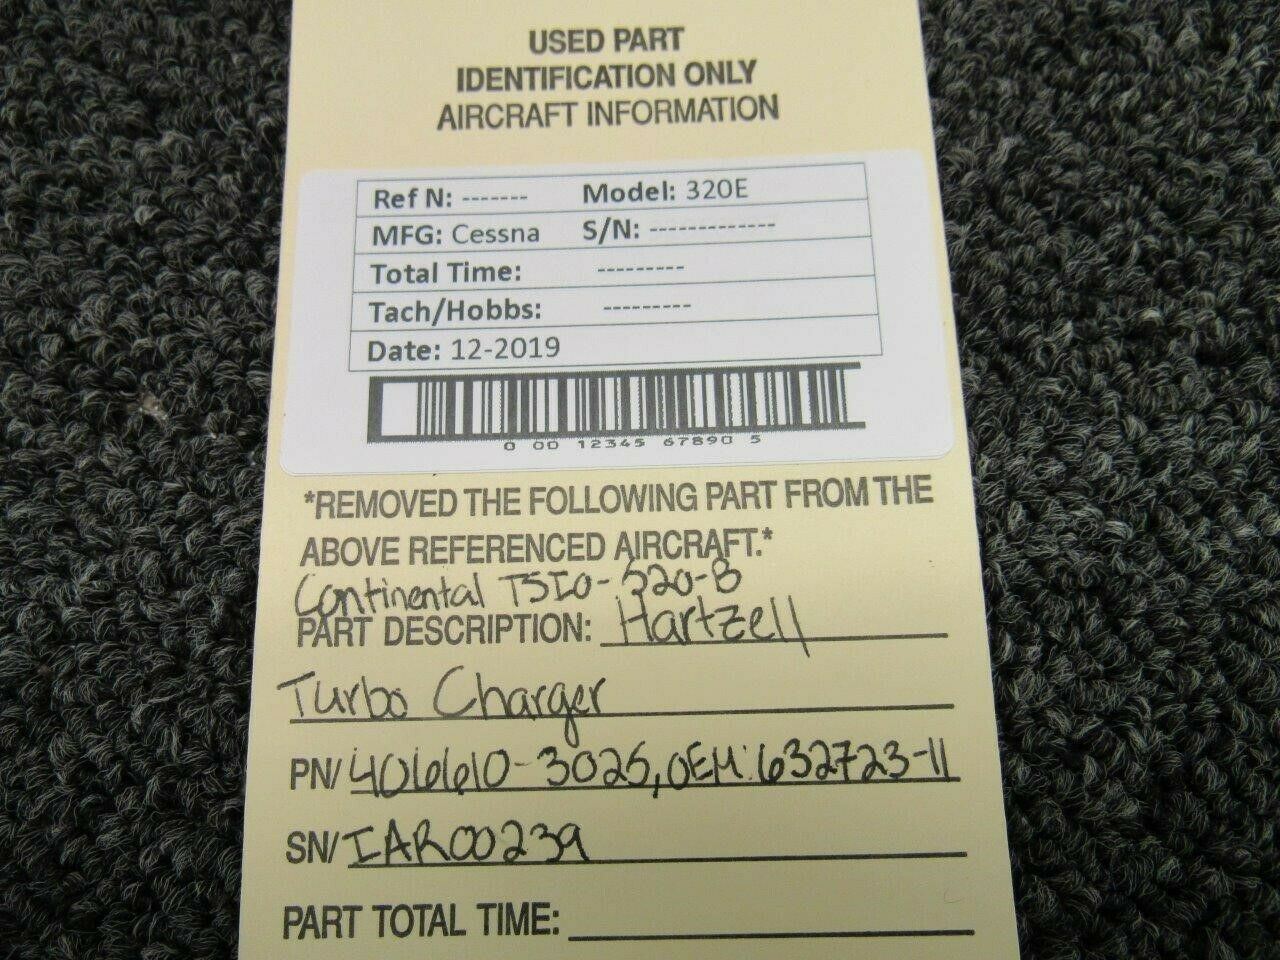 USED PART
IDENTIFICATION ONLY
AIRCRAFT INFORMATION
Ref N: ------- Model: 320E
MFG: Cessna S/N: -------------
Total Time: ---------
Tach/Hobbs: ---------
Date: 12-2019
0 00 12345 67890 5
*REMOVED THE FOLLOWING PART FROM THE
ABOVE REFERENCED AIRCRAFT.*
Continental TSIO-520-B
PART DESCRIPTION: Hartzell
Turbo Charger
PN/ 406610-3025, OEM: 632723-11
SN/ IAR00239
PART TOTAL TIME: